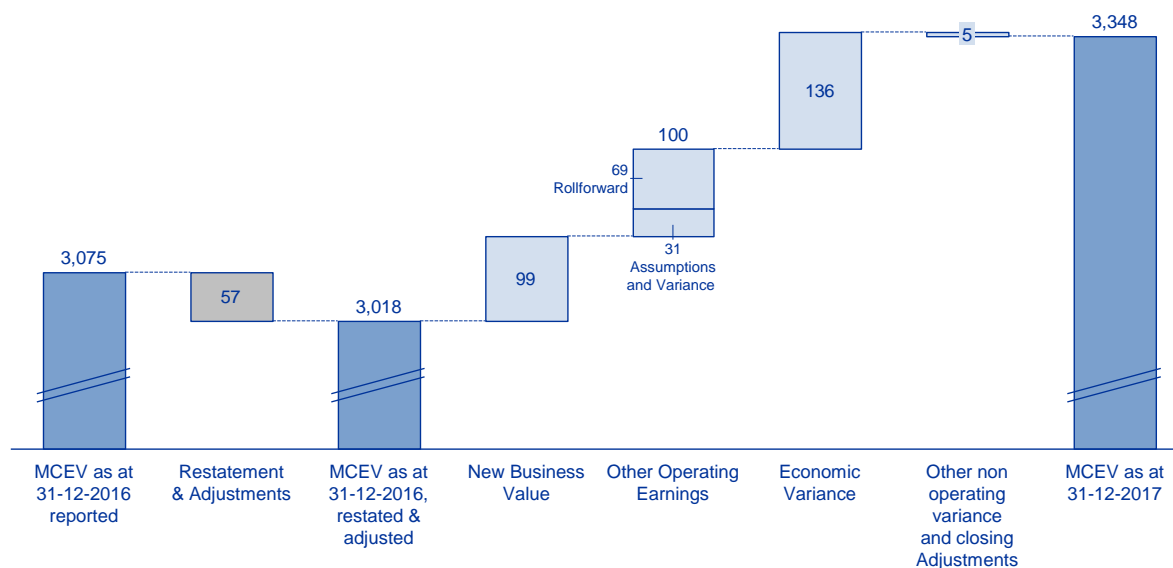 3,075
57
3,018
99
100
69
Rollforward
31
Assumptions
and Variance
136
5
3,348
MCEV as at
31-12-2016
reported
Restatement
& Adjustments
MCEV as at
31-12-2016,
restated &
adjusted
New Business
Value
Other Operating
Earnings
Economic
Variance
Other non
operating
variance
and closing
Adjustments
MCEV as at
31-12-2017